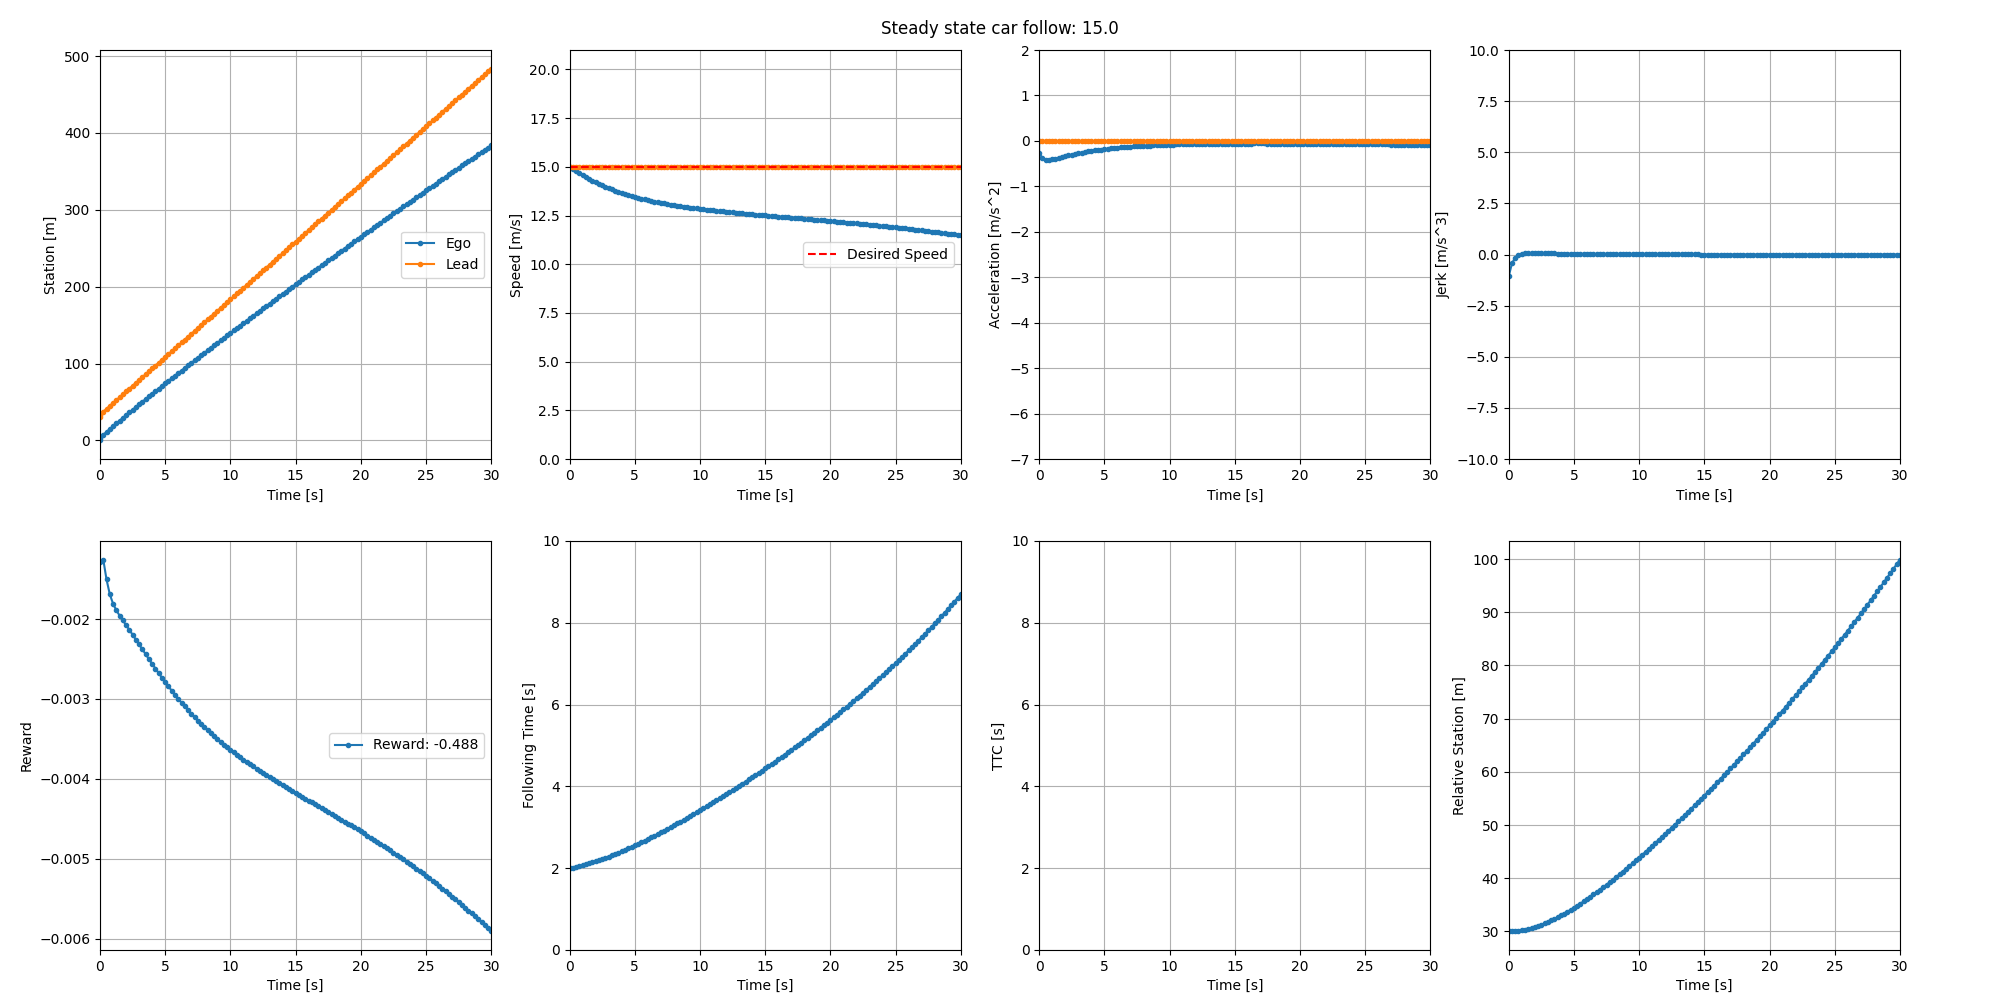 Steady state car follow: 15.0
Station [m]
500
400
300
200
100
0
Ego
Lead
0 5 10 15 20 25 30
Time [s]
Speed [m/s]
20.0
17.5
15.0
12.5
10.0
7.5
5.0
2.5
0.0
Desired Speed
0 5 10 15 20 25 30
Time [s]
Acceleration [m/s^2]
2
1
0
−1
−2
−3
−4
−5
−6
−7
0 5 10 15 20 25 30
Time [s]
Jerk [m/s^3]
10.0
7.5
5.0
2.5
0.0
−2.5
−5.0
−7.5
−10.0
0 5 10 15 20 25 30
Time [s]
Reward
−0.002
−0.003
−0.004
−0.005
−0.006
Reward: -0.488
0 5 10 15 20 25 30
Time [s]
Following Time [s]
10
8
6
4
2
0
0 5 10 15 20 25 30
Time [s]
TTC [s]
10
8
6
4
2
0
0 5 10 15 20 25 30
Time [s]
Relative Station [m]
100
90
80
70
60
50
40
30
0 5 10 15 20 25 30
Time [s]